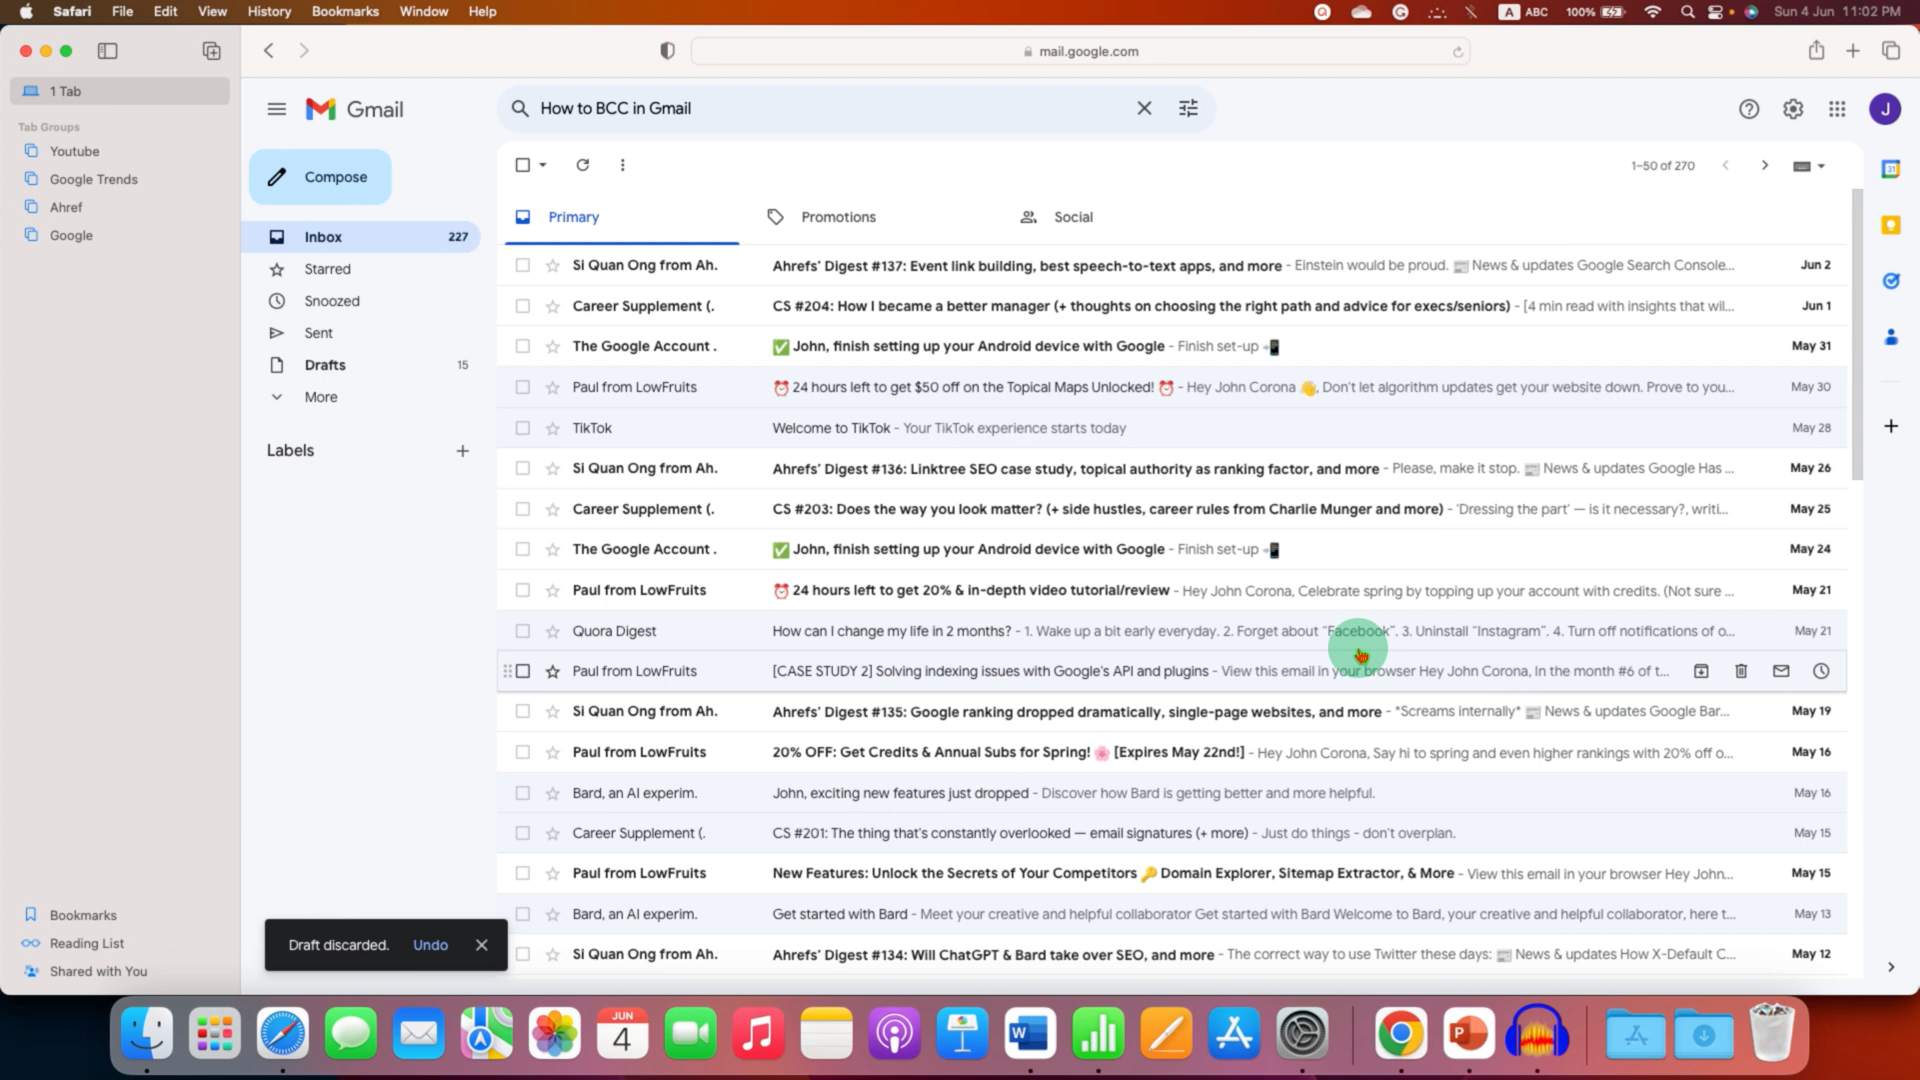 Safari File Edit View History Bookmarks Window Help
A ABC 100% Sun 4 Jun 11:02 PM
mail.google.com
1 Tab
Tab Groups
Youtube
Google Trends
Ahref
Google
Bookmarks
Reading List
Shared with You
Gmail
How to BCC in Gmail
J
Compose
Inbox 227
Starred
Snoozed
Sent
Drafts 15
More
Labels
1–50 of 270
Primary Promotions Social
Si Quan Ong from Ah. Ahrefs' Digest #137: Event link building, best speech-to-text apps, and more - Einstein would be proud. 📰 News & updates Google Search Console... Jun 2
Career Supplement (. CS #204: How I became a better manager (+ thoughts on choosing the right path and advice for execs/seniors) - [4 min read with insights that wil... Jun 1
The Google Account . ✅ John, finish setting up your Android device with Google - Finish set-up 📲 May 31
Paul from LowFruits ⏰ 24 hours left to get $50 off on the Topical Maps Unlocked! ⏰ - Hey John Corona 👋, Don't let algorithm updates get your website down. Prove to you... May 30
TikTok Welcome to TikTok - Your TikTok experience starts today May 28
Si Quan Ong from Ah. Ahrefs' Digest #136: Linktree SEO case study, topical authority as ranking factor, and more - Please, make it stop. 📰 News & updates Google Has ... May 26
Career Supplement (. CS #203: Does the way you look matter? (+ side hustles, career rules from Charlie Munger and more) - 'Dressing the part' — is it necessary?, writi... May 25
The Google Account . ✅ John, finish setting up your Android device with Google - Finish set-up 📲 May 24
Paul from LowFruits ⏰ 24 hours left to get 20% & in-depth video tutorial/review - Hey John Corona, Celebrate spring by topping up your account with credits. (Not sure ... May 21
Quora Digest How can I change my life in 2 months? - 1. Wake up a bit early everyday. 2. Forget about "Facebook". 3. Uninstall "Instagram". 4. Turn off notifications of o... May 21
Paul from LowFruits [CASE STUDY 2] Solving indexing issues with Google's API and plugins - View this email in your browser Hey John Corona, In the month #6 of t...
Si Quan Ong from Ah. Ahrefs' Digest #135: Google ranking dropped dramatically, single-page websites, and more - *Screams internally* 📰 News & updates Google Bar... May 19
Paul from LowFruits 20% OFF: Get Credits & Annual Subs for Spring! 🌸 [Expires May 22nd!] - Hey John Corona, Say hi to spring and even higher rankings with 20% off o... May 16
Bard, an AI experim. John, exciting new features just dropped - Discover how Bard is getting better and more helpful. May 16
Career Supplement (. CS #201: The thing that's constantly overlooked — email signatures (+ more) - Just do things - don't overplan. May 15
Paul from LowFruits New Features: Unlock the Secrets of Your Competitors 🔑 Domain Explorer, Sitemap Extractor, & More - View this email in your browser Hey John... May 15
Bard, an AI experim. Get started with Bard - Meet your creative and helpful collaborator Get started with Bard Welcome to Bard, your creative and helpful collaborator, here t... May 13
Si Quan Ong from Ah. Ahrefs' Digest #134: Will ChatGPT & Bard take over SEO, and more - The correct way to use Twitter these days: 📰 News & updates How X-Default C... May 12
Draft discarded. Undo
JUN
4
W
P